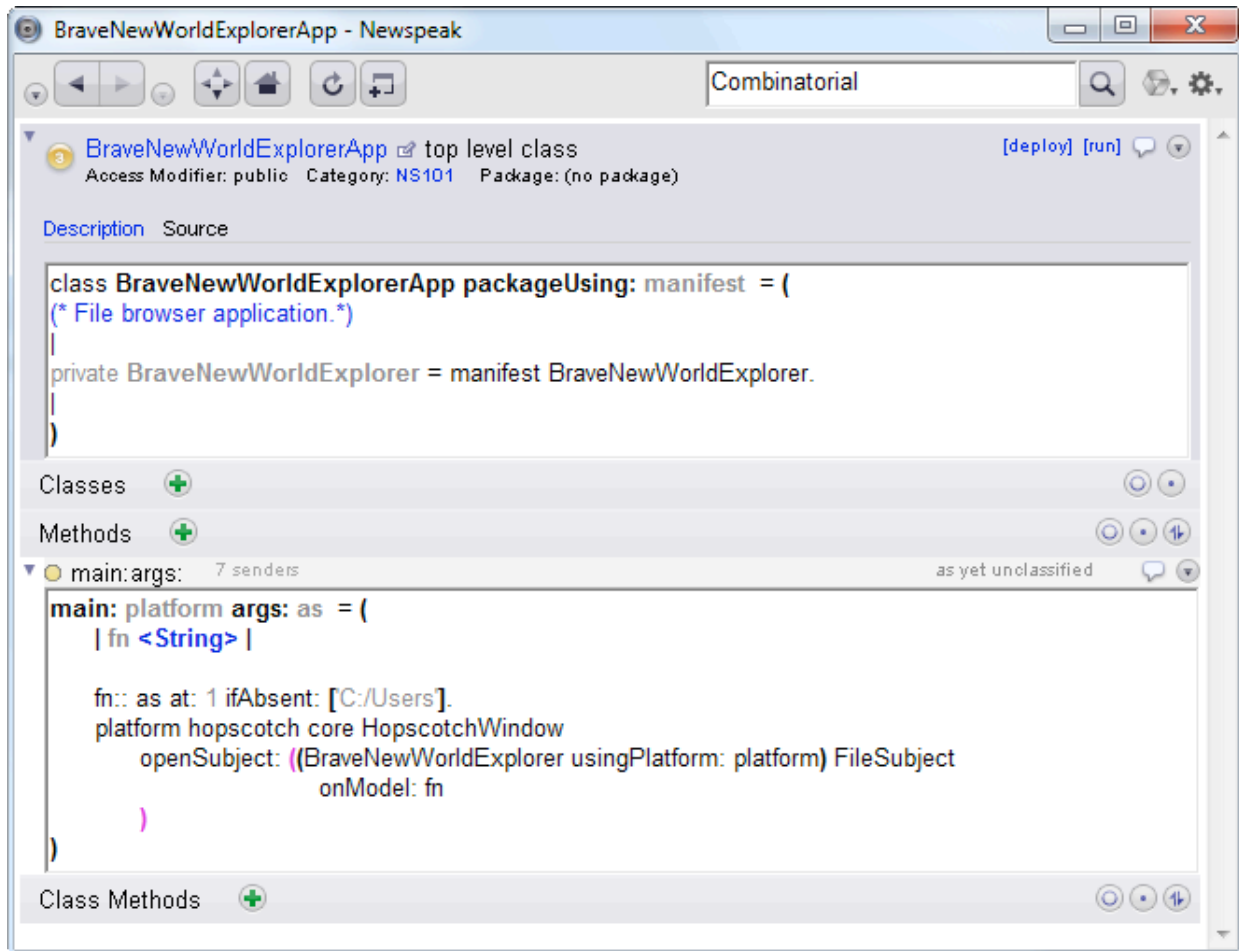 BraveNewWorldExplorerApp - Newspeak
Combinatorial
3 BraveNewWorldExplorerApp top level class [deploy] [run]
Access Modifier: public Category: NS101 Package: (no package)
Description Source
class BraveNewWorldExplorerApp packageUsing: manifest = (
(* File browser application.*)
|
private BraveNewWorldExplorer = manifest BraveNewWorldExplorer.
|
)
Classes
Methods
main:args: 7 senders as yet unclassified
main: platform args: as = (
| fn <String> |
fn:: as at: 1 ifAbsent: ['C:/Users'].
platform hopscotch core HopscotchWindow
openSubject: ((BraveNewWorldExplorer usingPlatform: platform) FileSubject
onModel: fn
)
)
Class Methods